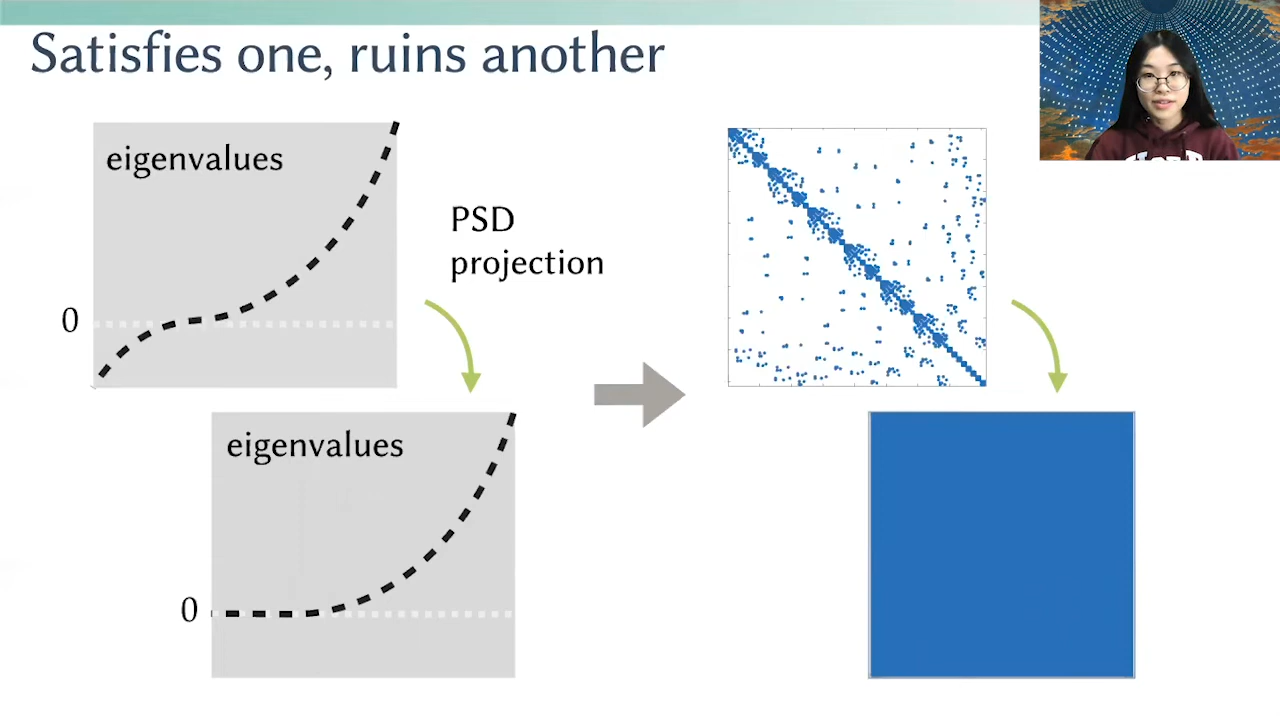 Satisfies one, ruins another
eigenvalues
0
PSD
projection
eigenvalues
0